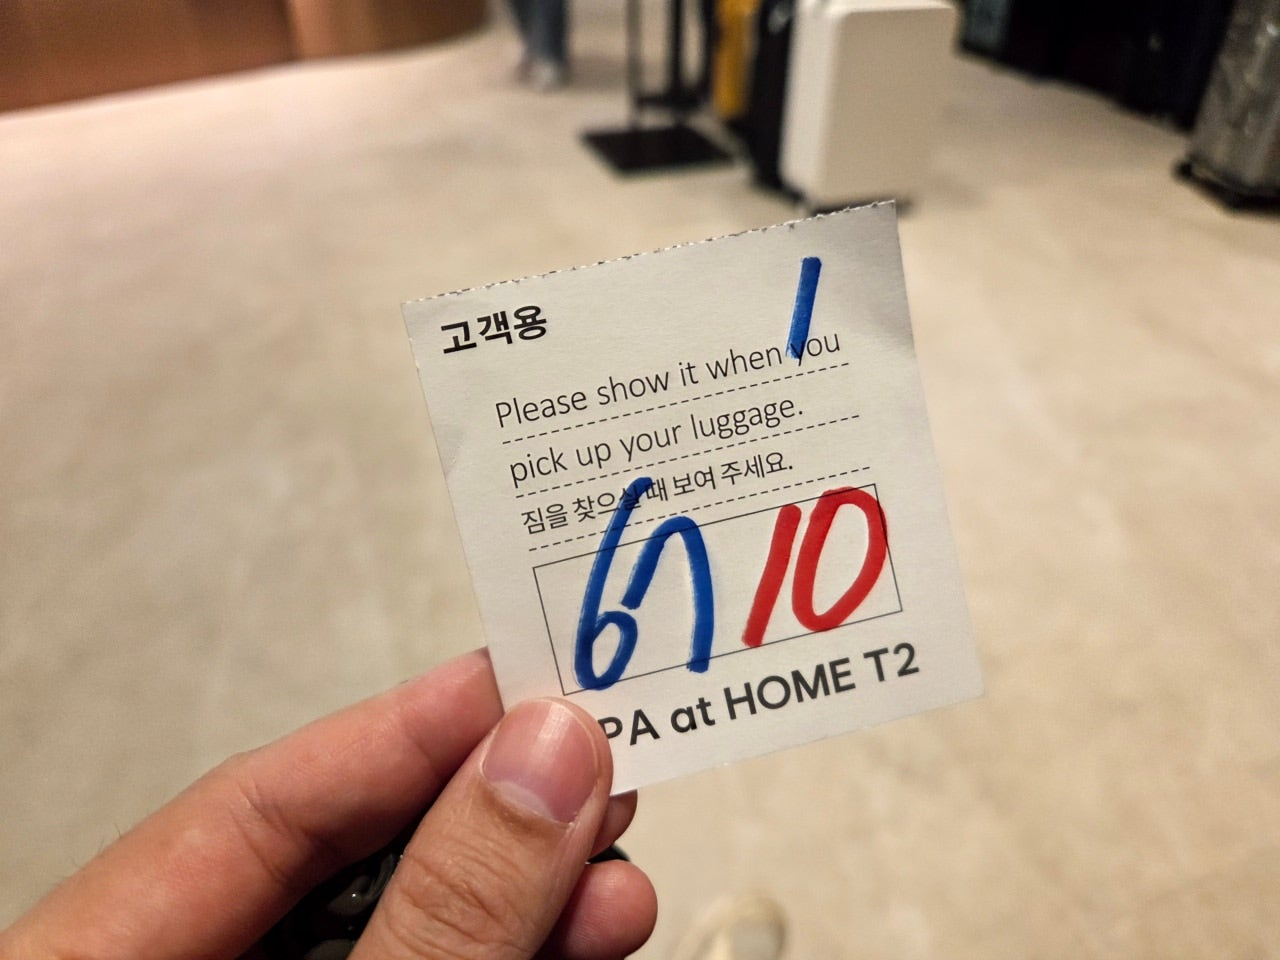 고객용
1
Please show it when you
pick up your luggage.
짐을 찾으실 때 보여 주세요.
67 10
PA at HOME T2